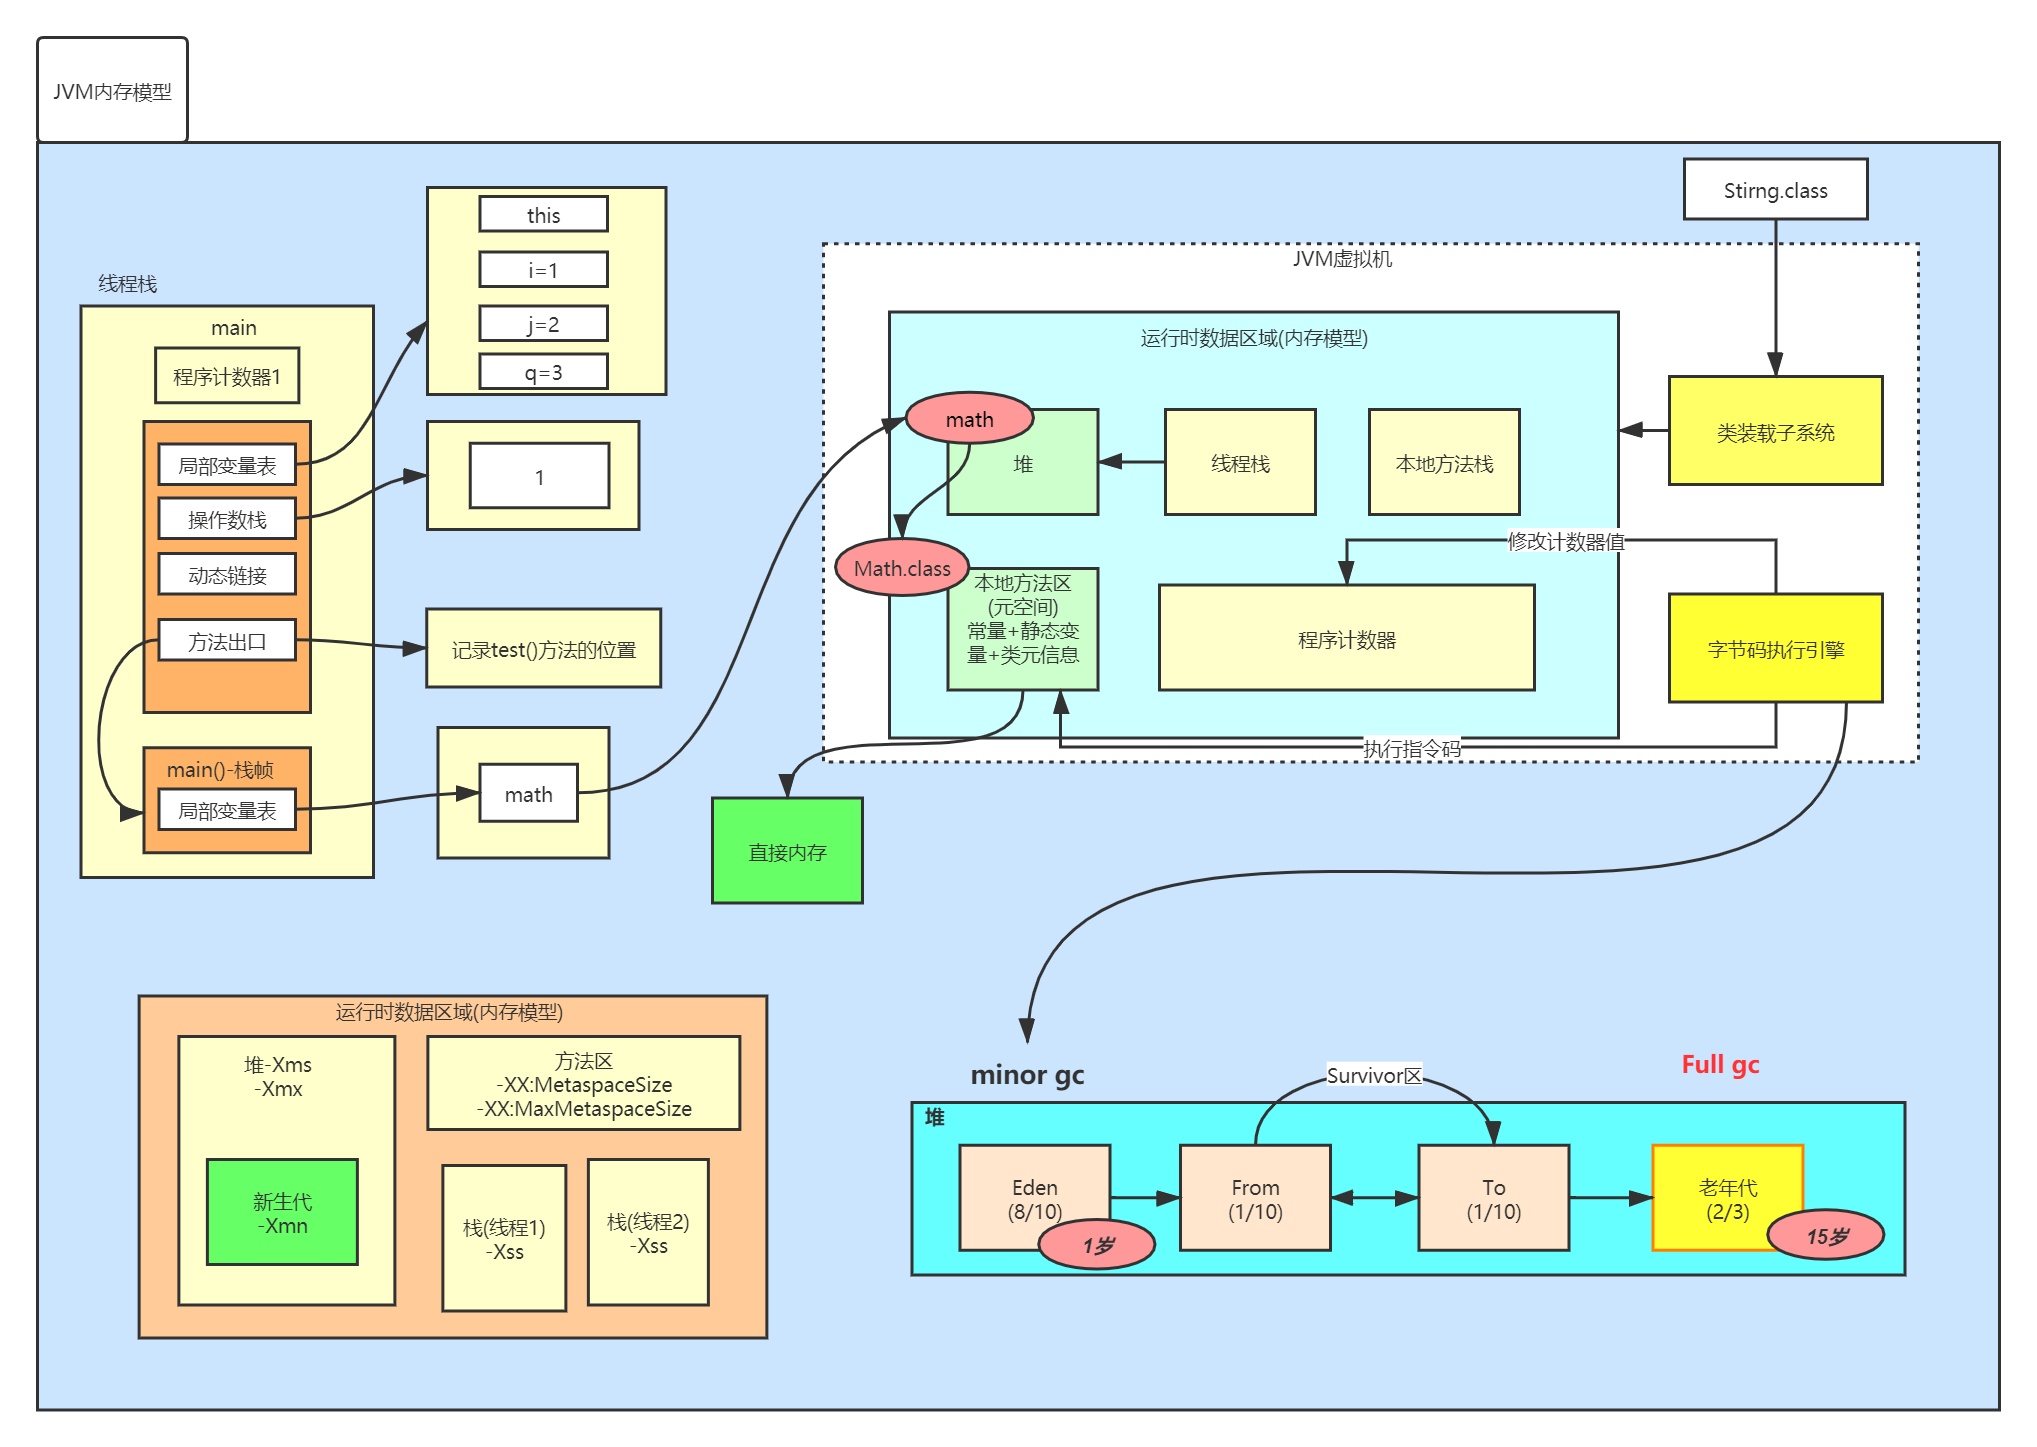 JVM内存模型
Stirng.class
this
i=1
j=2
q=3
线程栈
main
程序计数器1
局部变量表
操作数栈
动态链接
方法出口
1
记录test()方法的位置
main()-栈帧
局部变量表
math
JVM虚拟机
运行时数据区域(内存模型)
math
堆
线程栈
本地方法栈
类装载子系统
修改计数器值
Math.class
本地方法区
(元空间)
常量+静态变
量+类元信息
程序计数器
字节码执行引擎
执行指令码
直接内存
运行时数据区域(内存模型)
堆-Xms
-Xmx
新生代
-Xmn
方法区
-XX:MetaspaceSize
-XX:MaxMetaspaceSize
栈(线程1)
-Xss
栈(线程2)
-Xss
minor gc
Survivor区
Full gc
堆
Eden
(8/10)
1岁
From
(1/10)
To
(1/10)
老年代
(2/3)
15岁